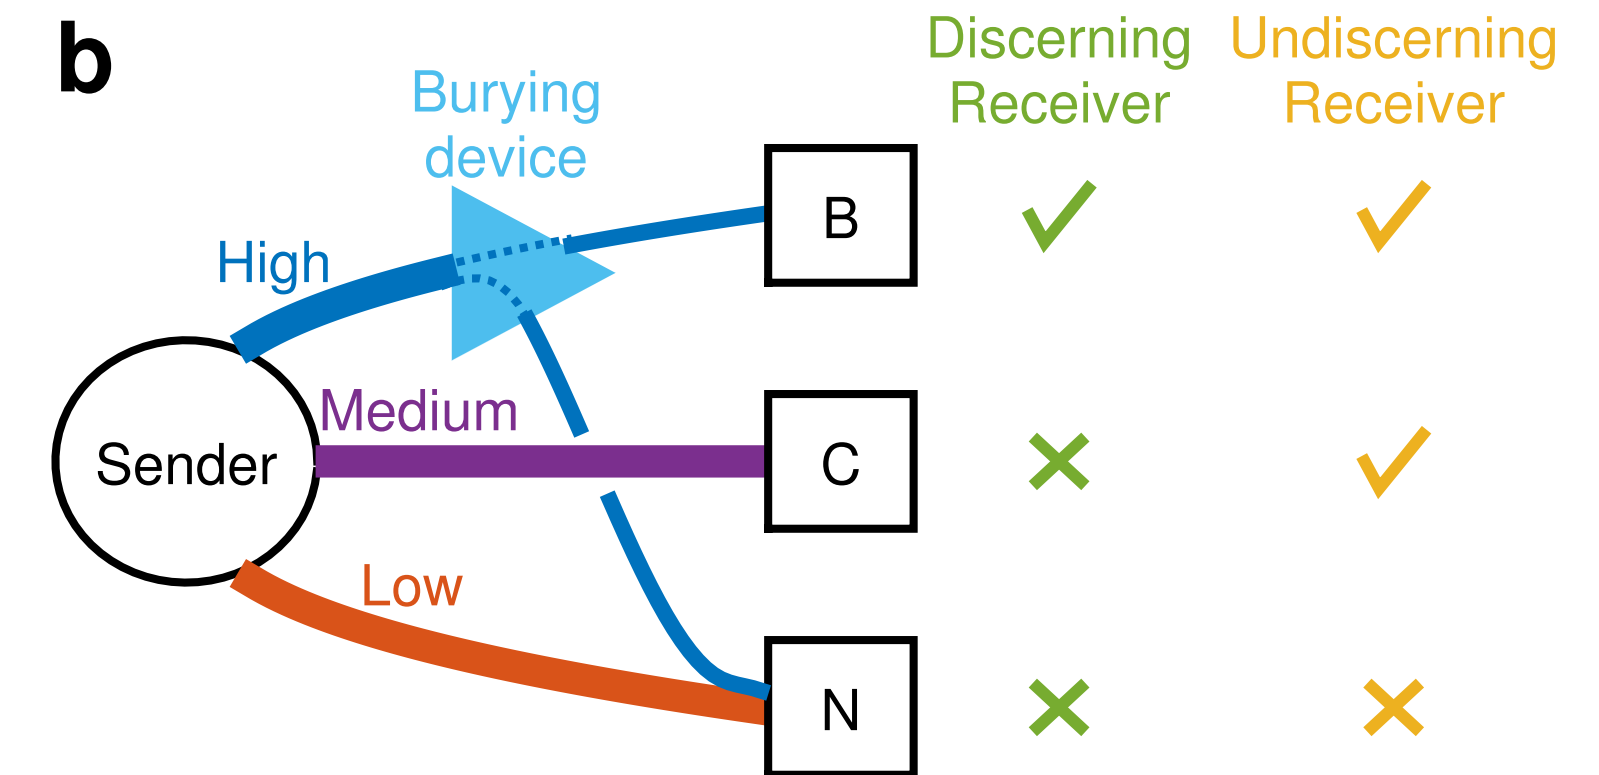 b
Discerning
Receiver
Undiscerning
Receiver
Burying
device
High
B
Medium
Sender
C
Low
N